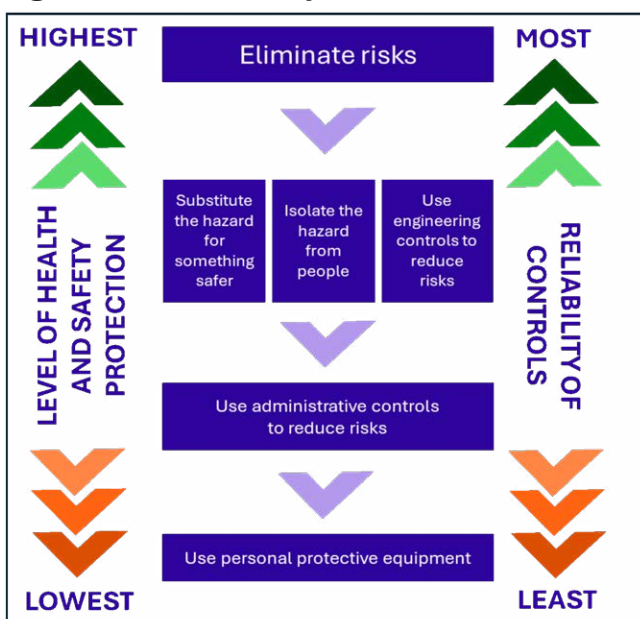 HIGHEST
MOST
Eliminate risks
Substitute
the hazard
for
something
safer
Isolate the
hazard
from
people
Use
engineering
controls to
reduce
risks
LEVEL OF HEALTH
AND SAFETY
PROTECTION
RELIABILITY OF
CONTROLS
Use administrative controls
to reduce risks
Use personal protective equipment
LOWEST
LEAST